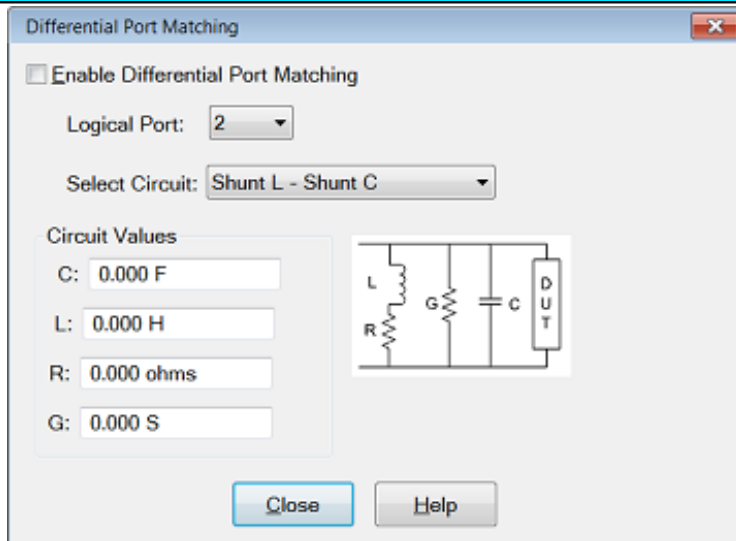 Differential Port Matching
Enable Differential Port Matching
Logical Port: 2
Select Circuit: Shunt L - Shunt C
Circuit Values
C: 0.000 F
L: 0.000 H
R: 0.000 ohms
G: 0.000 S
L
R
G
C
DUT
Close
Help